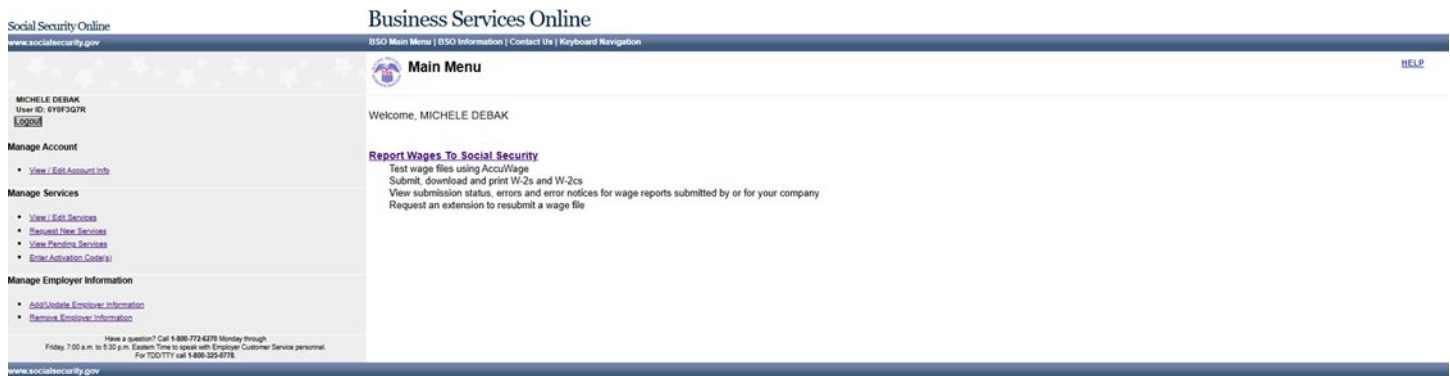 Social Security Online
Business Services Online
www.socialsecurity.gov
BSO Main Menu | BSO Information | Contact Us | Keyboard Navigation
Main Menu
HELP
MICHELE DEBAK
User ID: 6Y0F3Q7R
Logout
Manage Account
View / Edit Account Info
Manage Services
View / Edit Services
Request New Services
View Pending Services
Enter Activation Code(s)
Manage Employer Information
Add/Update Employer Information
Remove Employer Information
Have a question? Call 1-800-772-6270 Monday through
Friday, 7:00 a.m. to 5:30 p.m. Eastern Time to speak with Employer Customer Service personnel.
For TDD/TTY call 1-800-325-0778.
Welcome, MICHELE DEBAK
Report Wages To Social Security
Test wage files using AccuWage
Submit, download and print W-2s and W-2cs
View submission status, errors and error notices for wage reports submitted by or for your company
Request an extension to resubmit a wage file
www.socialsecurity.gov